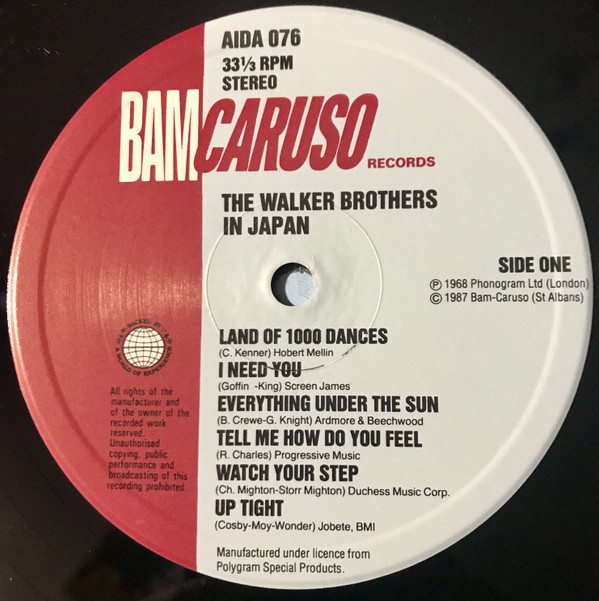 AIDA 076
33⅓ RPM
STEREO
BAM CARUSO RECORDS
THE WALKER BROTHERS
IN JAPAN
SIDE ONE
℗ 1968 Phonogram Ltd (London)
© 1987 Bam-Caruso (St Albans)
LAND OF 1000 DANCES
(C. Kenner) Hobert Mellin
I NEED YOU
(Goffin -King) Screen James
EVERYTHING UNDER THE SUN
(B. Crewe-G. Knight) Ardmore & Beechwood
TELL ME HOW DO YOU FEEL
(R. Charles) Progressive Music
WATCH YOUR STEP
(Ch. Mighton-Storr Mighton) Duchess Music Corp.
UP TIGHT
(Cosby-Moy-Wonder) Jobete, BMI
A WORLD OF EXPERIENCE
All rights of the
manufacturer and
of the owner of the
recorded work
reserved.
Unauthorised
copying, public
performance and
broadcasting of this
recording prohibited.
Manufactured under licence from
Polygram Special Products.